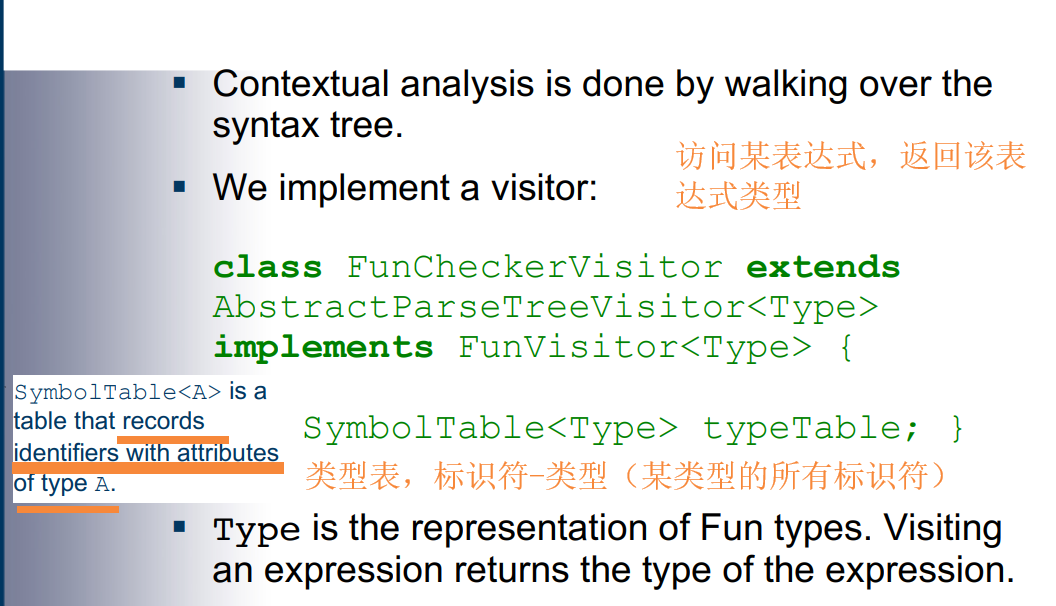 ▪ Contextual analysis is done by walking over the
syntax tree.
访问某表达式，返回该表
达式类型
▪ We implement a visitor:
class FunCheckerVisitor extends
AbstractParseTreeVisitor<Type>
implements FunVisitor<Type> {
SymbolTable<A> is a
table that records
identifiers with attributes
of type A.
SymbolTable<Type> typeTable; }
类型表，标识符-类型（某类型的所有标识符）
▪ Type is the representation of Fun types. Visiting
an expression returns the type of the expression.